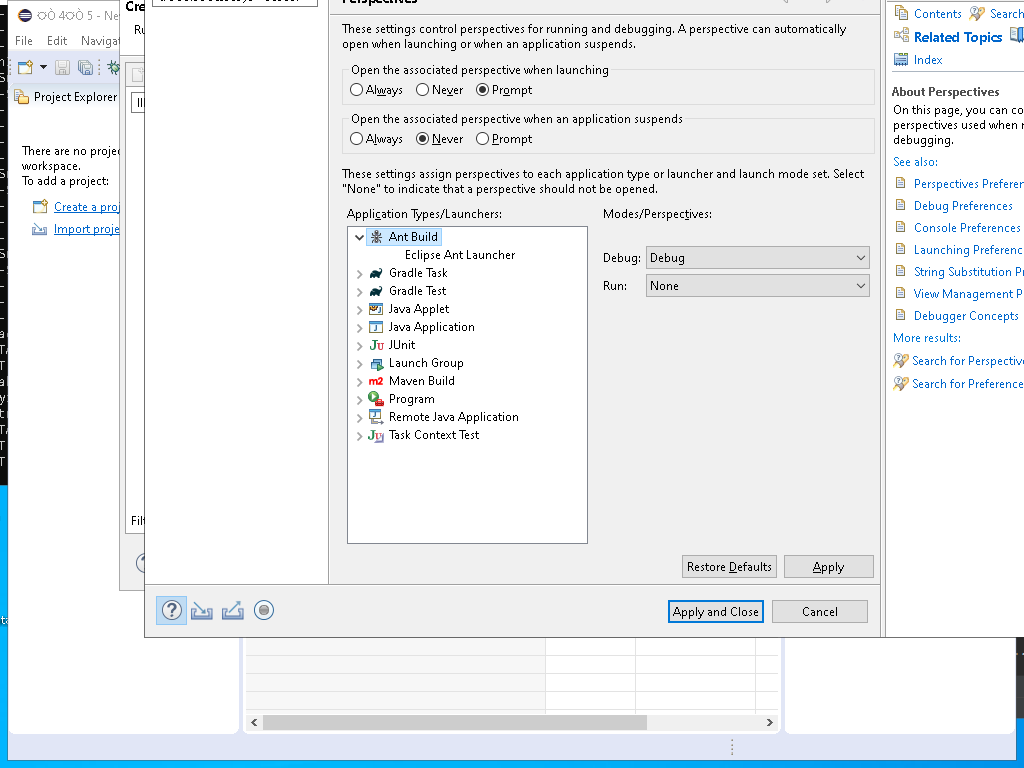 Perspectives
These settings control perspectives for running and debugging. A perspective can automatically
open when launching or when an application suspends.
Open the associated perspective when launching
Always Never Prompt
Open the associated perspective when an application suspends
Always Never Prompt
These settings assign perspectives to each application type or launcher and launch mode set. Select
"None" to indicate that a perspective should not be opened.
Application Types/Launchers:
Ant Build
Eclipse Ant Launcher
Gradle Task
Gradle Test
Java Applet
Java Application
JUnit
Launch Group
Maven Build
Program
Remote Java Application
Task Context Test
Modes/Perspectives:
Debug: Debug
Run: None
Restore Defaults Apply
Apply and Close Cancel
Contents Search
Related Topics
Index
About Perspectives
On this page, you can co
perspectives used when r
debugging.
See also:
Perspectives Preferen
Debug Preferences
Console Preferences
Launching Preferenc
String Substitution P
View Management P
Debugger Concepts
More results:
Search for Perspective
Search for Preference
File Edit Navigat
Project Explorer
There are no projec
workspace.
To add a project:
Create a proj
Import proje
Cre
Ru
Filt